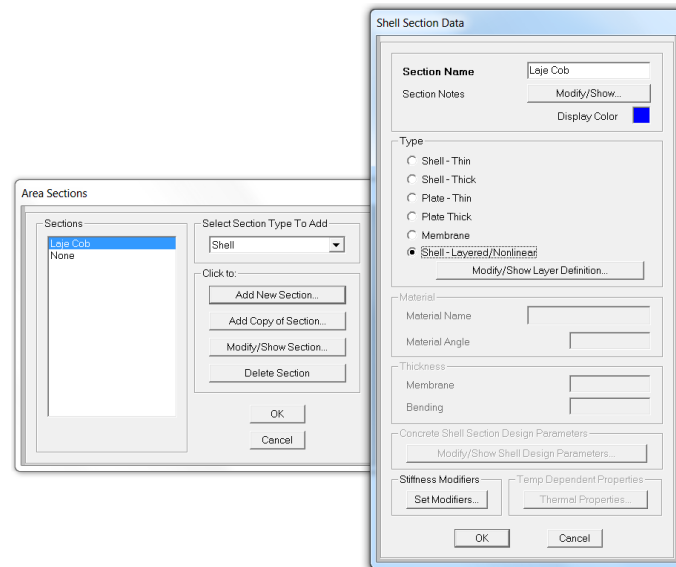 Area Sections
Sections
Laje Cob
None
Select Section Type To Add
Shell
Click to:
Add New Section...
Add Copy of Section...
Modify/Show Section...
Delete Section
OK
Cancel
Shell Section Data
Section Name Laje Cob
Section Notes Modify/Show...
Display Color
Type
Shell - Thin
Shell - Thick
Plate - Thin
Plate Thick
Membrane
Shell - Layered/Nonlinear
Modify/Show Layer Definition...
Material
Material Name
Material Angle
Thickness
Membrane
Bending
Concrete Shell Section Design Parameters
Modify/Show Shell Design Parameters...
Stiffness Modifiers Temp Dependent Properties
Set Modifiers... Thermal Properties...
OK Cancel